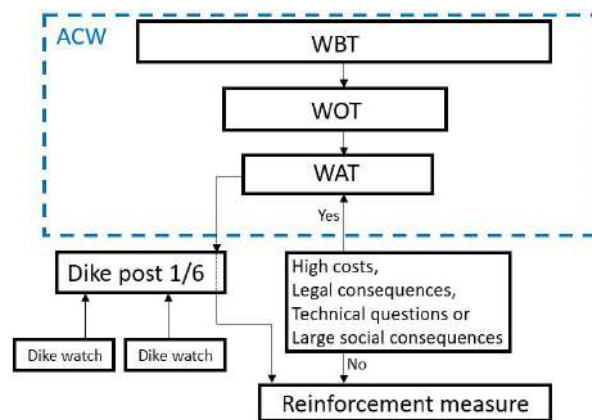 ACW
WBT
WOT
WAT
Yes
Dike post 1/6
High costs,
Legal consequences,
Technical questions or
Large social consequences
Dike watch
Dike watch
No
Reinforcement measure